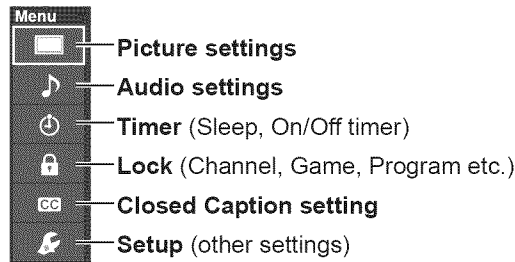 Menu
Picture settings
Audio settings
Timer (Sleep, On/Off timer)
Lock (Channel, Game, Program etc.)
CC Closed Caption setting
Setup (other settings)